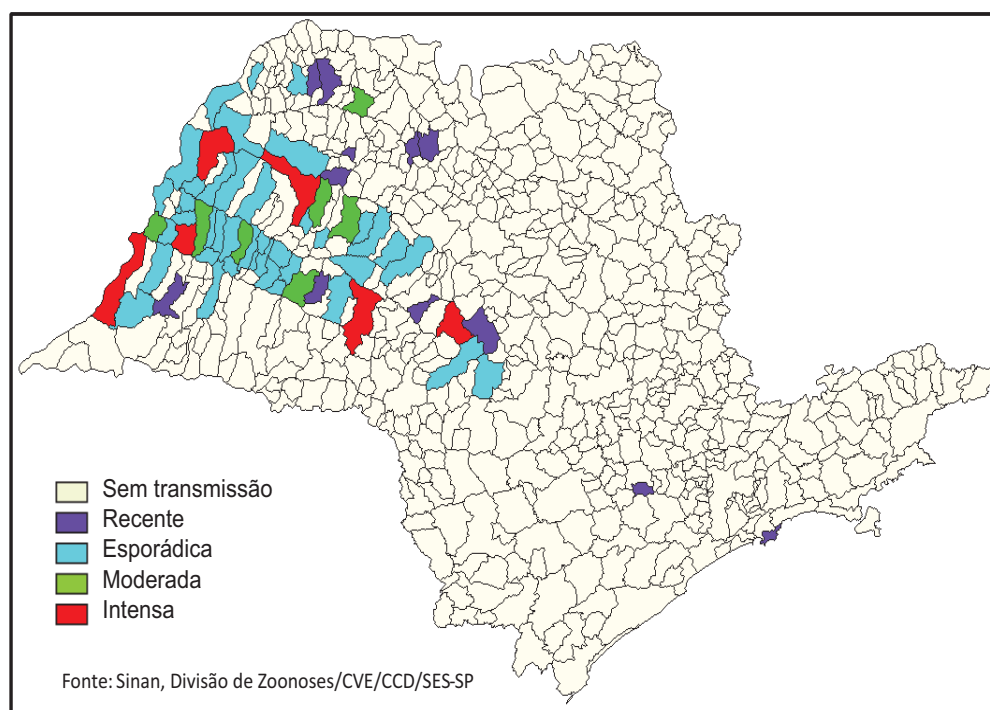 Sem transmissão
Recente
Esporádica
Moderada
Intensa
Fonte: Sinan, Divisão de Zoonoses/CVE/CCD/SES-SP